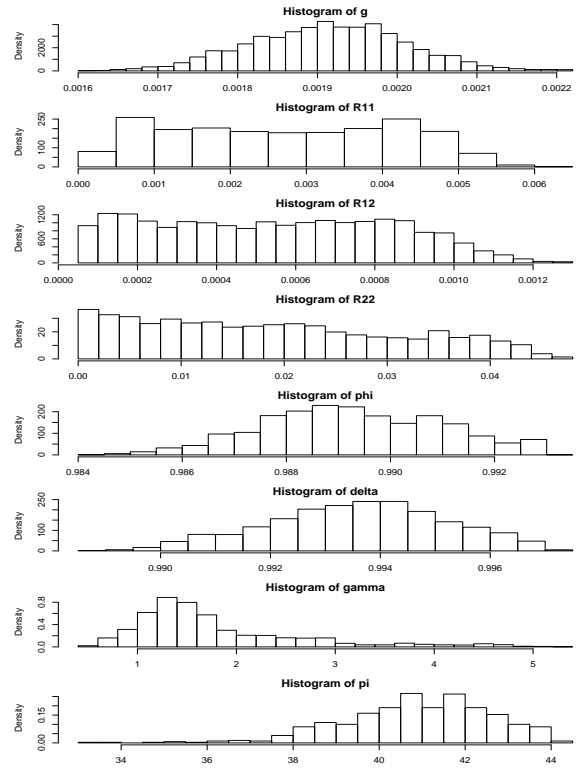 Histogram of g
Density
0 2000
0.0016 0.0017 0.0018 0.0019 0.0020 0.0021 0.0022
Histogram of R11
Density
0 100 250
0.000 0.001 0.002 0.003 0.004 0.005 0.006
Histogram of R12
Density
0 600 1200
0.0000 0.0002 0.0004 0.0006 0.0008 0.0010 0.0012
Histogram of R22
Density
0 20
0.00 0.01 0.02 0.03 0.04
Histogram of phi
Density
0 100 200
0.984 0.986 0.988 0.990 0.992
Histogram of delta
Density
0 100 250
0.990 0.992 0.994 0.996
Histogram of gamma
Density
0.0 0.4 0.8
1 2 3 4 5
Histogram of pi
Density
0.00 0.15
34 36 38 40 42 44